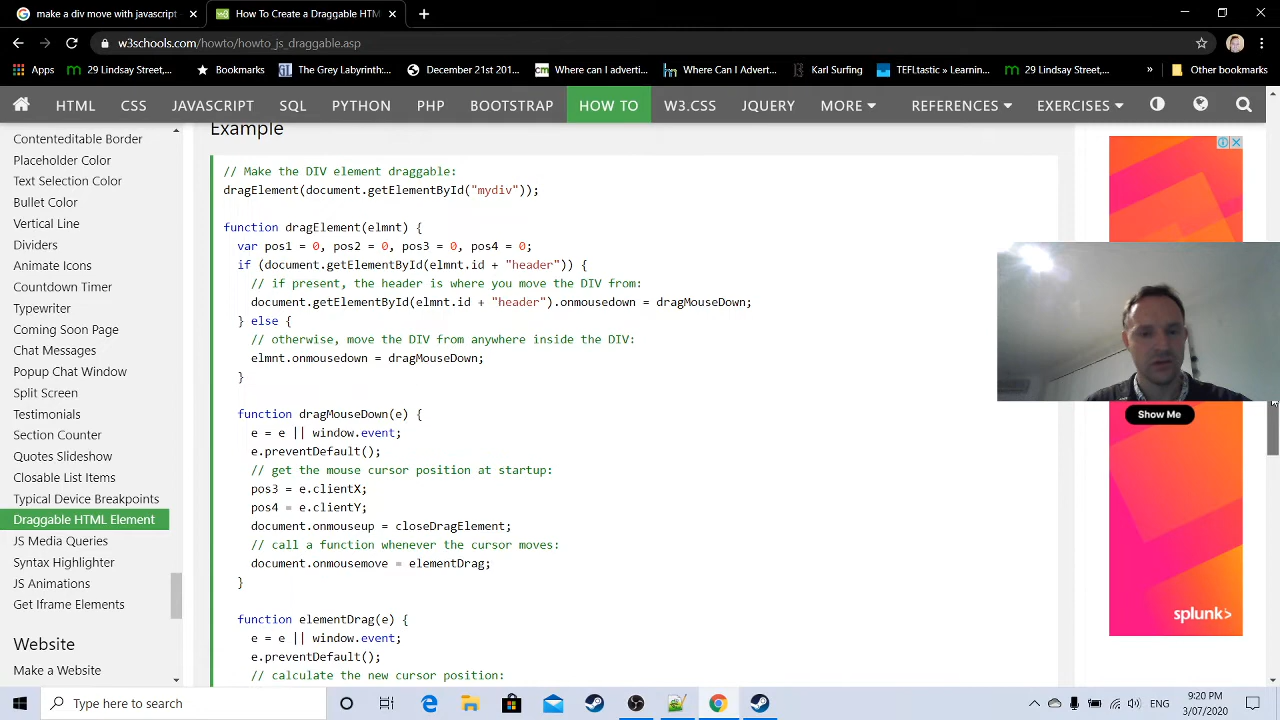 make a div move with javascript
How To Create a Draggable HTM
w3schools.com/howto/howto_js_draggable.asp
Apps
29 Lindsay Street,...
Bookmarks
The Grey Labyrinth:...
December 21st 201...
Where can i adverti...
Where Can I Advert...
Karl Surfing
TEFLtastic » Learnin...
29 Lindsay Street,...
»
Other bookmarks
HTML CSS JAVASCRIPT SQL PYTHON PHP BOOTSTRAP HOW TO W3.CSS JQUERY MORE REFERENCES EXERCISES
Contenteditable Border
Placeholder Color
Text Selection Color
Bullet Color
Vertical Line
Dividers
Animate Icons
Countdown Timer
Typewriter
Coming Soon Page
Chat Messages
Popup Chat Window
Split Screen
Testimonials
Section Counter
Quotes Slideshow
Closable List Items
Typical Device Breakpoints
Draggable HTML Element
JS Media Queries
Syntax Highlighter
JS Animations
Get Iframe Elements
Website
Make a Website
Example
// Make the DIV element draggable:
dragElement(document.getElementById("mydiv"));
function dragElement(elmnt) {
var pos1 = 0, pos2 = 0, pos3 = 0, pos4 = 0;
if (document.getElementById(elmnt.id + "header")) {
// if present, the header is where you move the DIV from:
document.getElementById(elmnt.id + "header").onmousedown = dragMouseDown;
} else {
// otherwise, move the DIV from anywhere inside the DIV:
elmnt.onmousedown = dragMouseDown;
}
function dragMouseDown(e) {
e = e || window.event;
e.preventDefault();
// get the mouse cursor position at startup:
pos3 = e.clientX;
pos4 = e.clientY;
document.onmouseup = closeDragElement;
// call a function whenever the cursor moves:
document.onmousemove = elementDrag;
}
function elementDrag(e) {
e = e || window.event;
e.preventDefault();
// calculate the new cursor position:
Show Me
splunk>
Type here to search
ENG
9:20 PM
3/07/2020